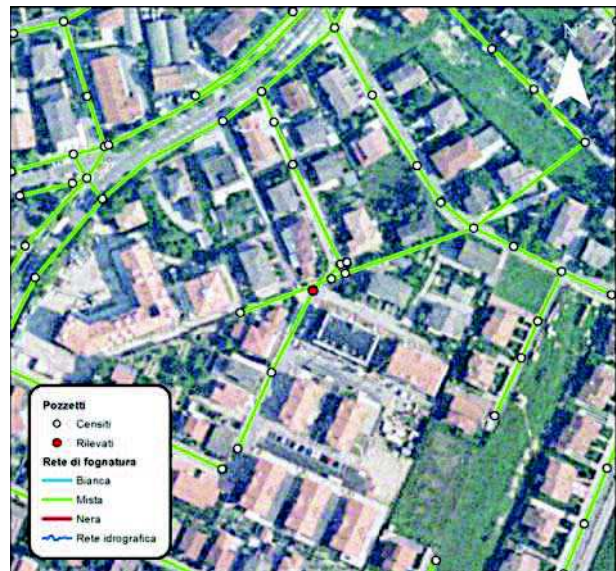 N
Pozzetti
Censiti
Rilevati
Rete di fognatura
Bianca
Mista
Nera
Rete idrografica